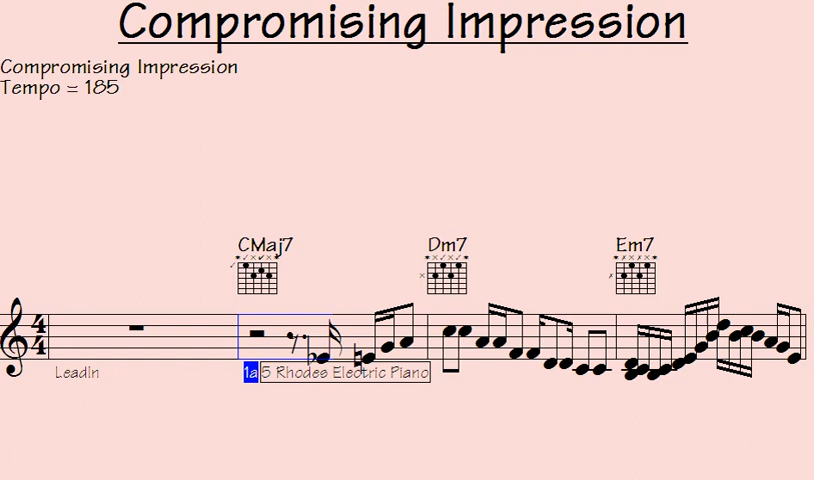 Compromising Impression
Compromising Impression
Tempo = 185
CMaj7 Dm7 Em7
4
4
LeadIn 1a 5 Rhodes Electric Piano